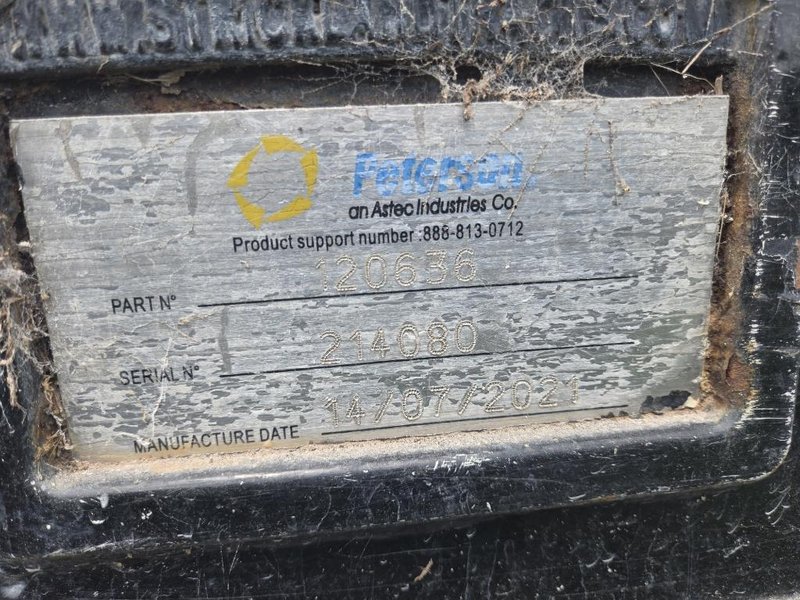 Peterson
an Astec Industries Co.
Product support number :888-813-0712
PART N° 120636
SERIAL N° 214080
MANUFACTURE DATE 14/07/2021